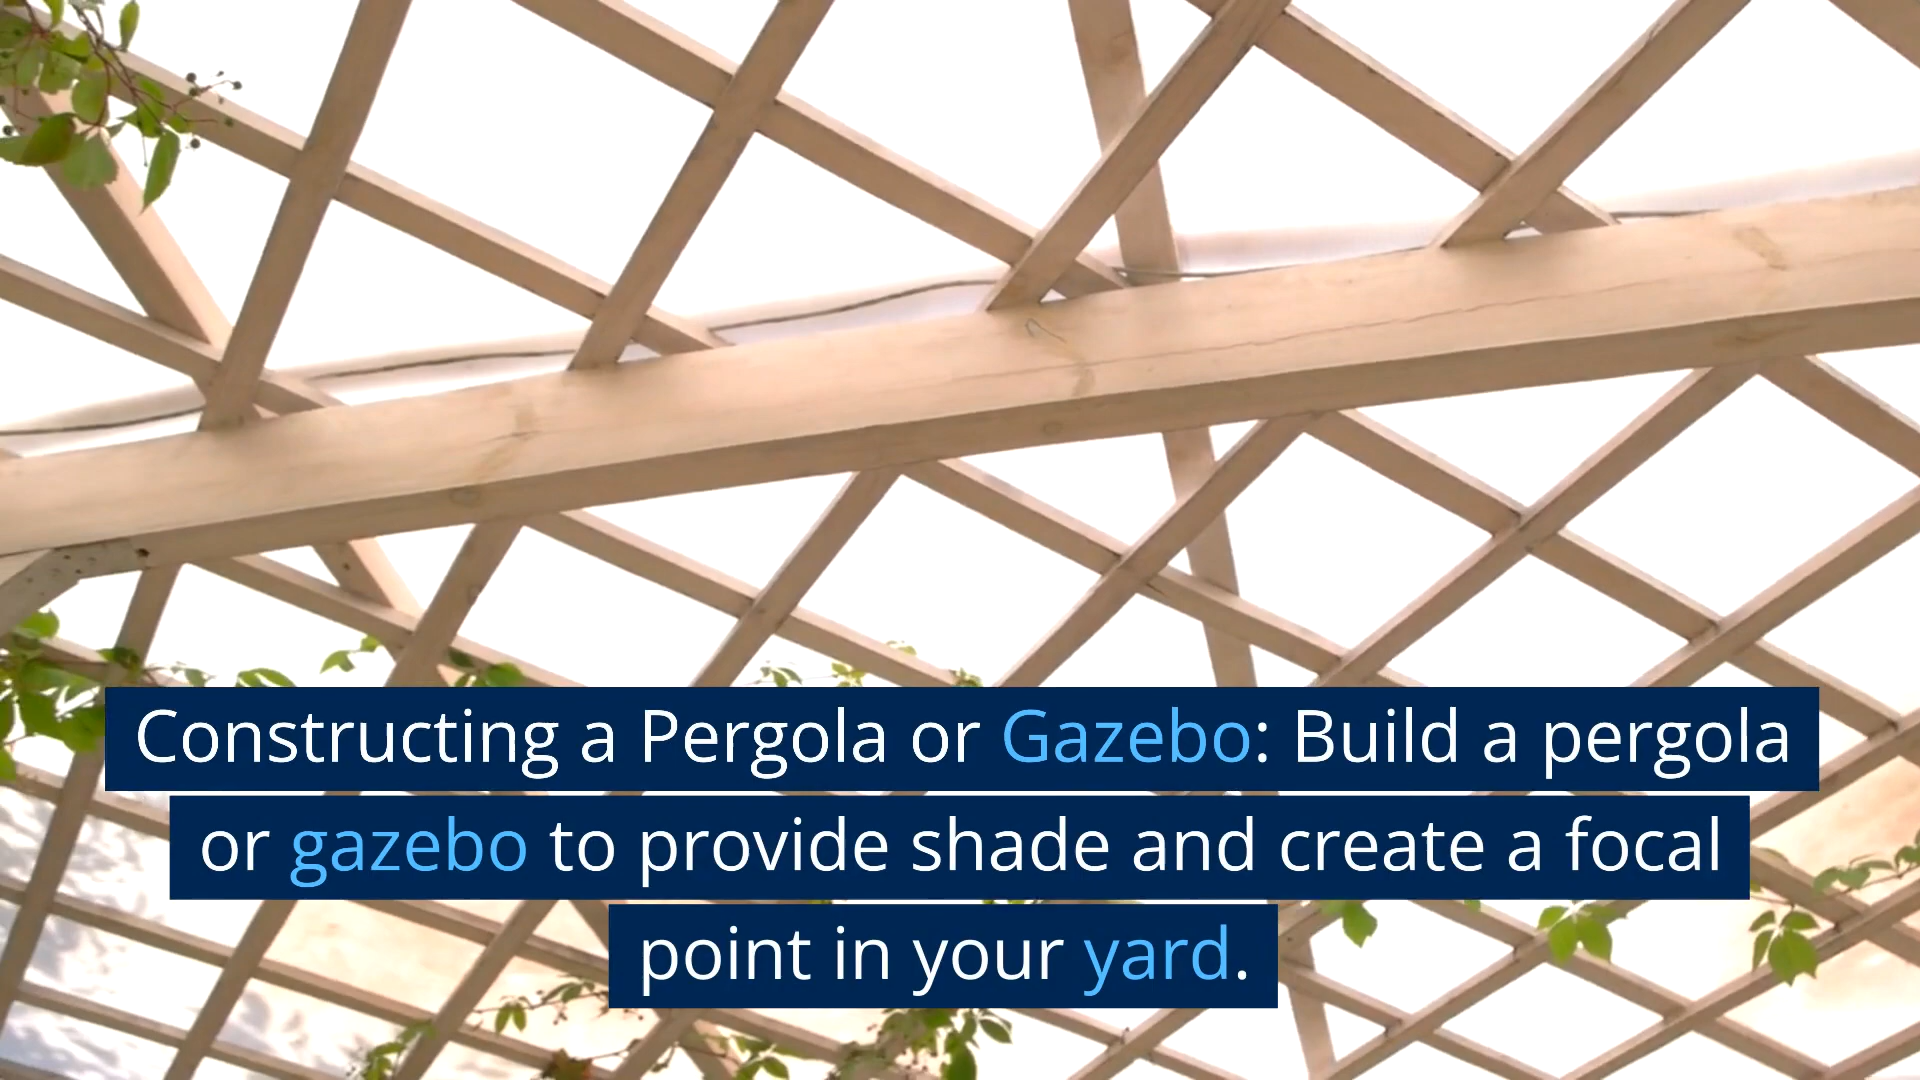 Constructing a Pergola or Gazebo: Build a pergola
or gazebo to provide shade and create a focal
point in your yard.